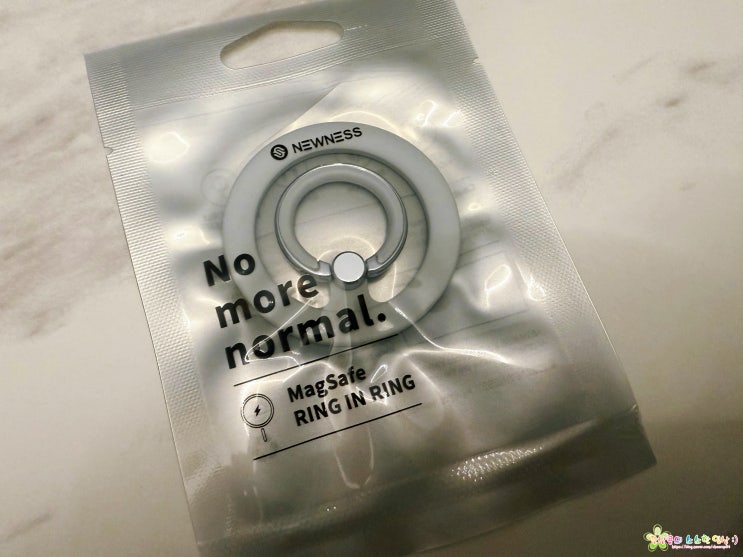 NEWNESS
No
more
normal.
MagSafe
RING IN RING